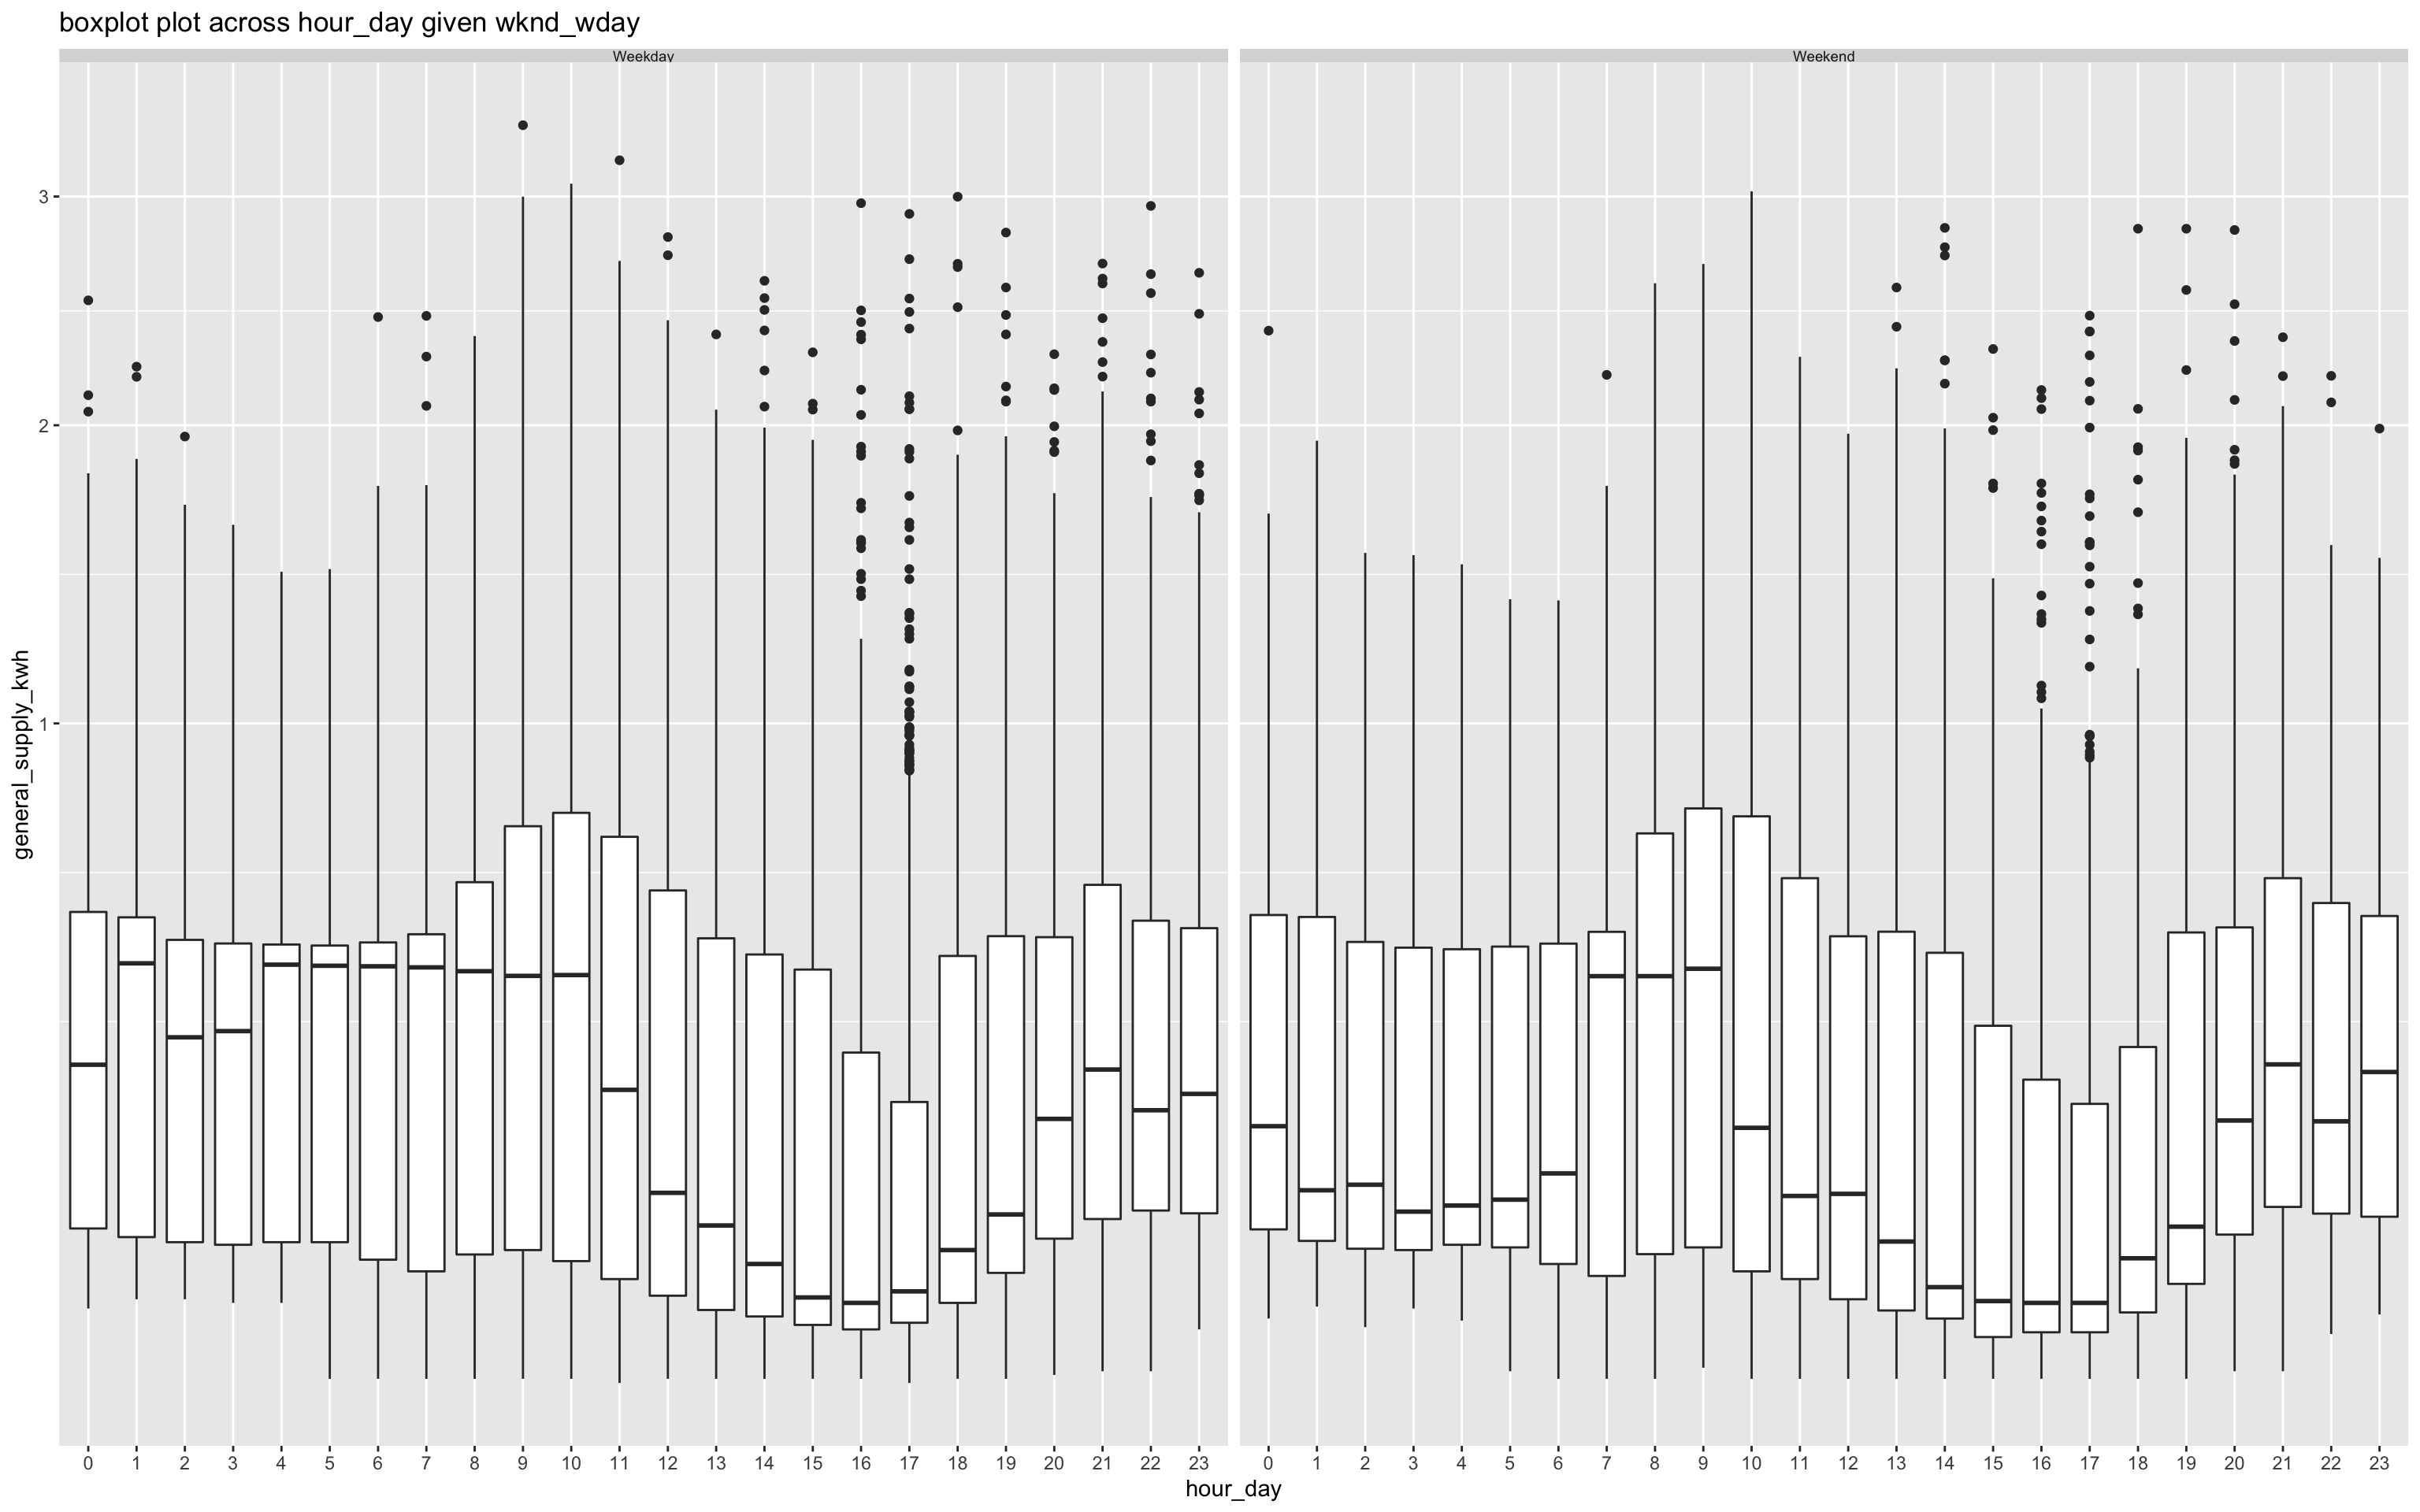 boxplot plot across hour_day given wknd_wday
Weekday Weekend
3
2
1
general_supply_kwh
0 1 2 3 4 5 6 7 8 9 10 11 12 13 14 15 16 17 18 19 20 21 22 23 0 1 2 3 4 5 6 7 8 9 10 11 12 13 14 15 16 17 18 19 20 21 22 23
hour_day